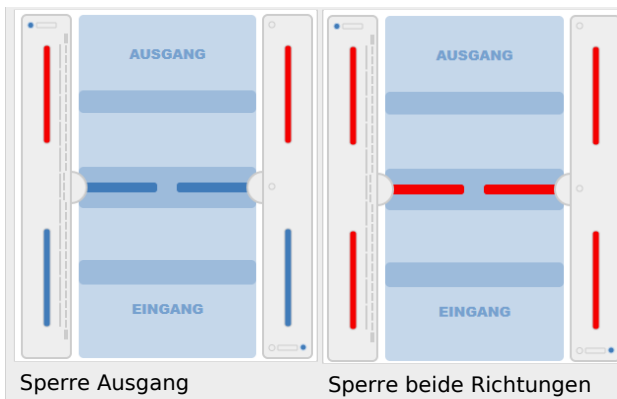 AUSGANG
EINGANG
Sperre Ausgang
AUSGANG
EINGANG
Sperre beide Richtungen